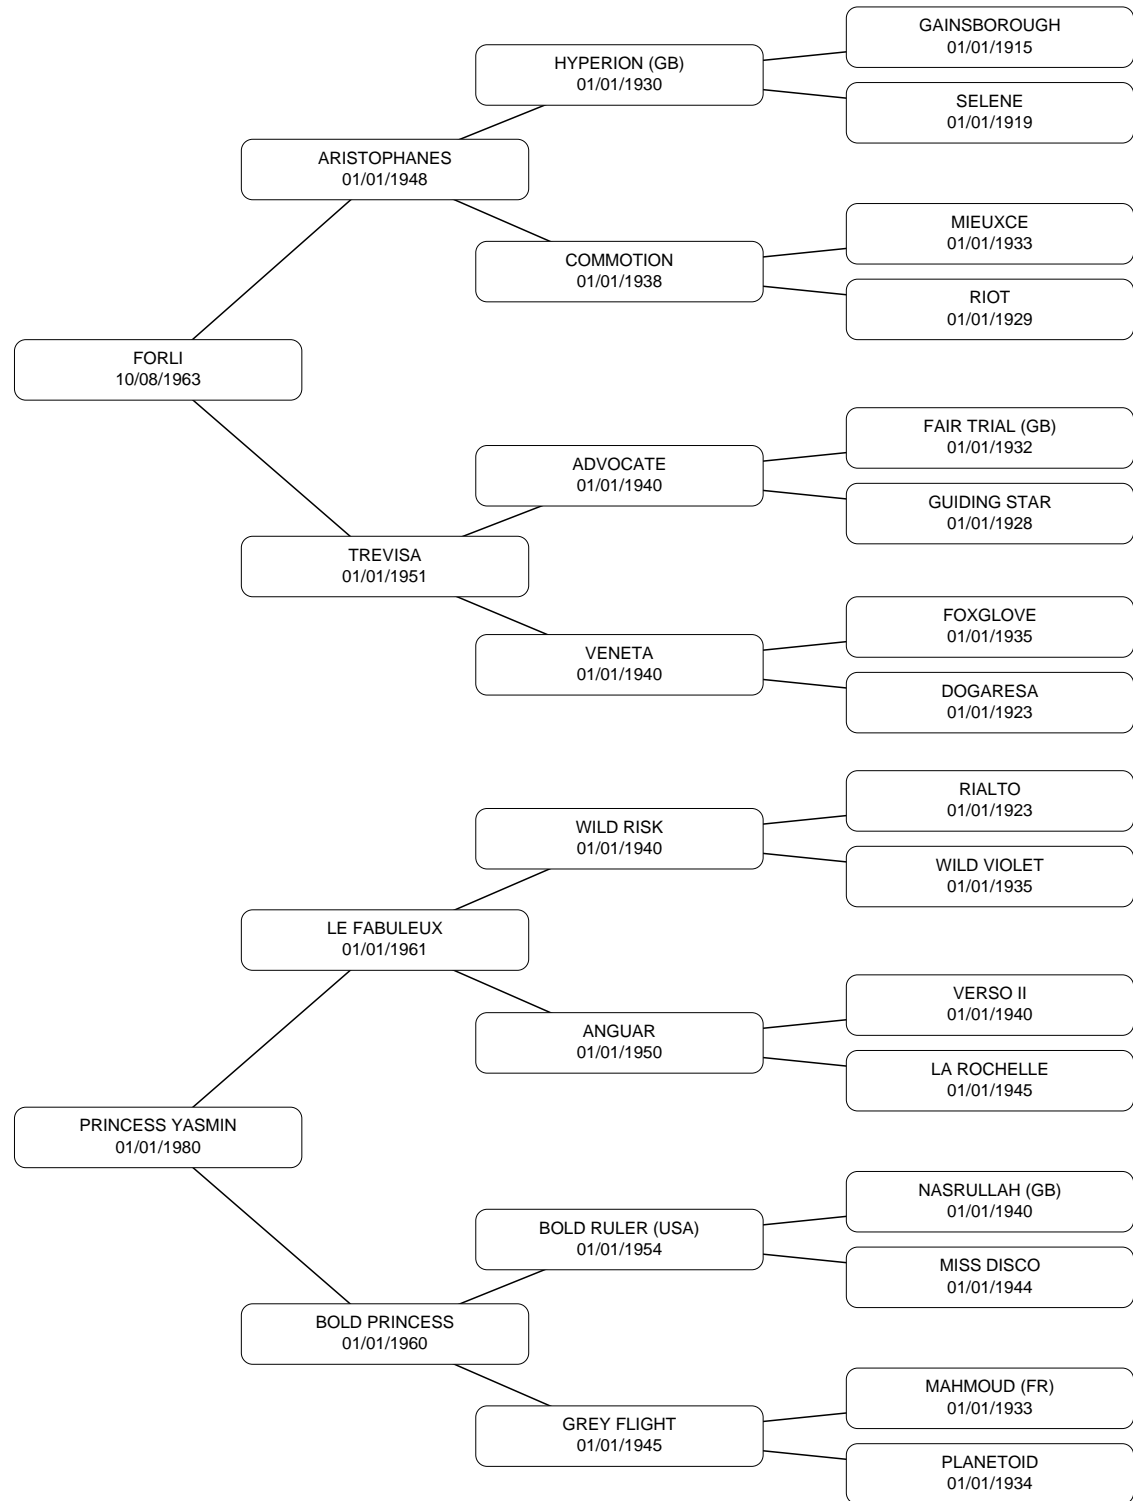 GAINSBOROUGH
01/01/1915
HYPERION (GB)
01/01/1930
SELENE
01/01/1919
ARISTOPHANES
01/01/1948
MIEUXCE
01/01/1933
COMMOTION
01/01/1938
RIOT
01/01/1929
FORLI
10/08/1963
FAIR TRIAL (GB)
01/01/1932
ADVOCATE
01/01/1940
GUIDING STAR
01/01/1928
TREVISA
01/01/1951
FOXGLOVE
01/01/1935
VENETA
01/01/1940
DOGARESA
01/01/1923
RIALTO
01/01/1923
WILD RISK
01/01/1940
WILD VIOLET
01/01/1935
LE FABULEUX
01/01/1961
VERSO II
01/01/1940
ANGUAR
01/01/1950
LA ROCHELLE
01/01/1945
PRINCESS YASMIN
01/01/1980
NASRULLAH (GB)
01/01/1940
BOLD RULER (USA)
01/01/1954
MISS DISCO
01/01/1944
BOLD PRINCESS
01/01/1960
MAHMOUD (FR)
01/01/1933
GREY FLIGHT
01/01/1945
PLANETOID
01/01/1934